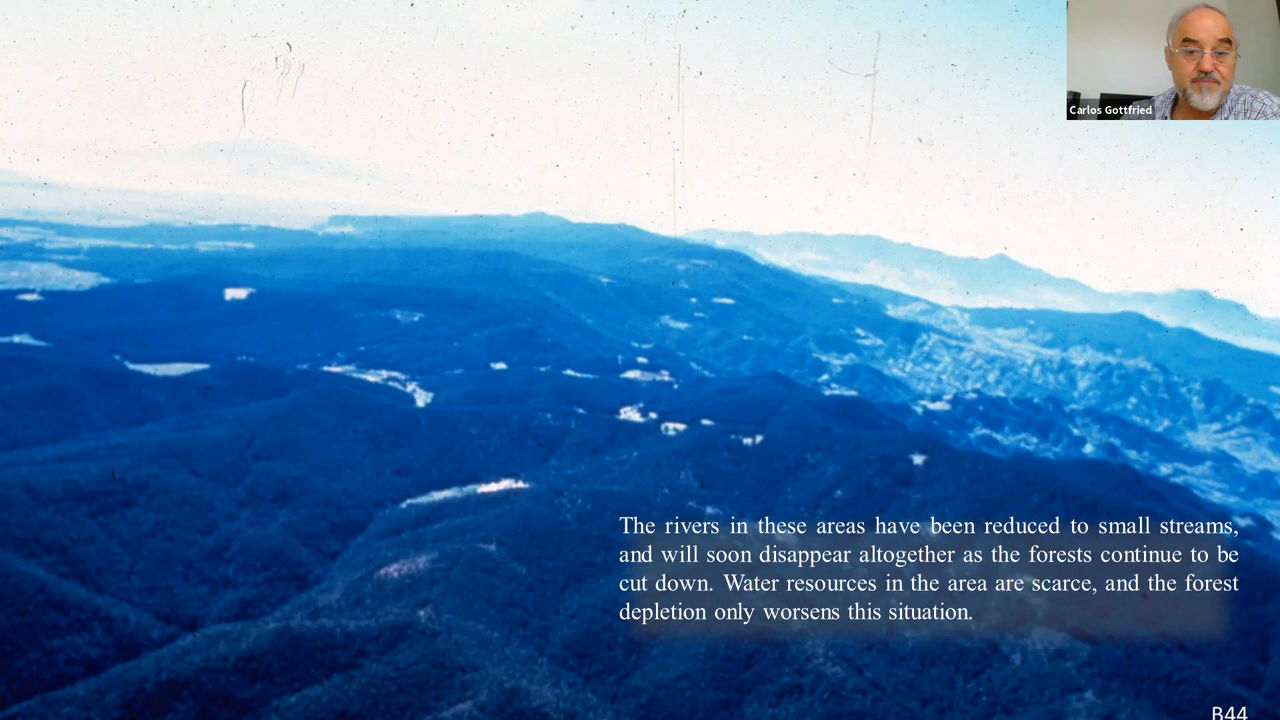 Carlos Gottfried
The rivers in these areas have been reduced to small streams,
and will soon disappear altogether as the forests continue to be
cut down. Water resources in the area are scarce, and the forest
depletion only worsens this situation.
B44